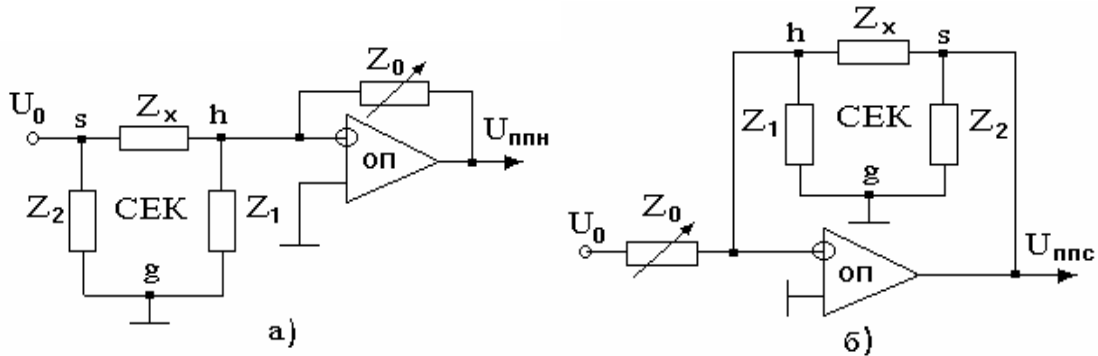 U₀
s
Zₓ
h
Z₀
Uппн
оп
Z₂
СЕК
Z₁
g
а)
h
Zₓ
s
Z₁
СЕК
Z₂
g
U₀
Z₀
оп
Uппс
б)